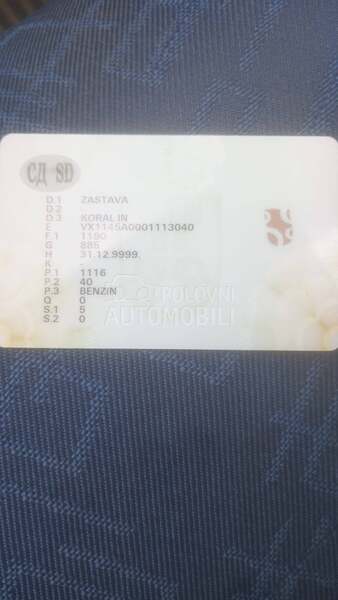 СД SD
D.1 ZASTAVA
D.2 -
D.3 KORAL IN
E VX1145A0001113040
F.1 1190
G 885
H 31.12.9999.
K -
P.1 1116
P.2 40
P.3 BENZIN
Q 0
S.1 5
S.2 0
POLOVNI
AUTOMOBILI